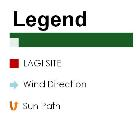 Legend
LAGI SITE
Wind Direction
Sun Path